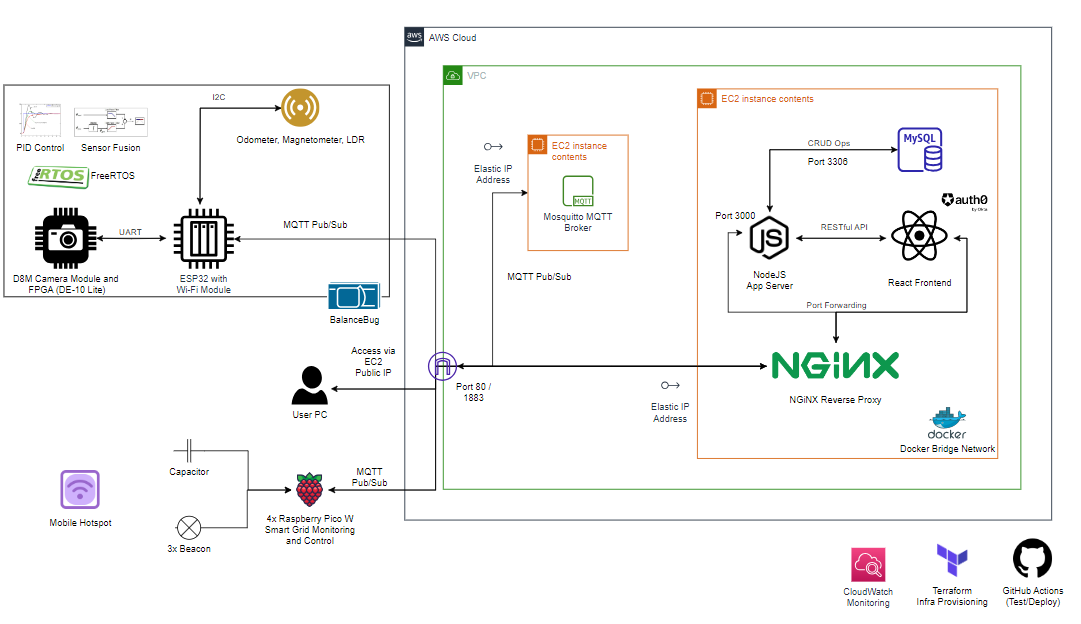 aws
AWS Cloud
VPC
EC2 instance contents
I2C
Odometer, Magnetometer, LDR
PID Control
Sensor Fusion
free
RTOS
FreeRTOS
UART
D8M Camera Module and
FPGA (DE-10 Lite)
ESP32 with
Wi-Fi Module
MQTT Pub/Sub
BalanceBug
Elastic IP
Address
EC2 instance
contents
MQTT
Mosquitto MQTT
Broker
MQTT Pub/Sub
CRUD Ops
Port 3306
MySQL
auth0
by Okta
Port 3000
JS
RESTful API
NodeJS
App Server
React Frontend
Port Forwarding
NGiNX
NGiNX Reverse Proxy
docker
Docker Bridge Network
Access via
EC2
Public IP
User PC
Port 80 /
1883
Elastic IP
Address
Capacitor
Mobile Hotspot
3x Beacon
MQTT
Pub/Sub
4x Raspberry Pico W
Smart Grid Monitoring
and Control
CloudWatch
Monitoring
Terraform
Infra Provisioning
GitHub Actions
(Test/Deploy)